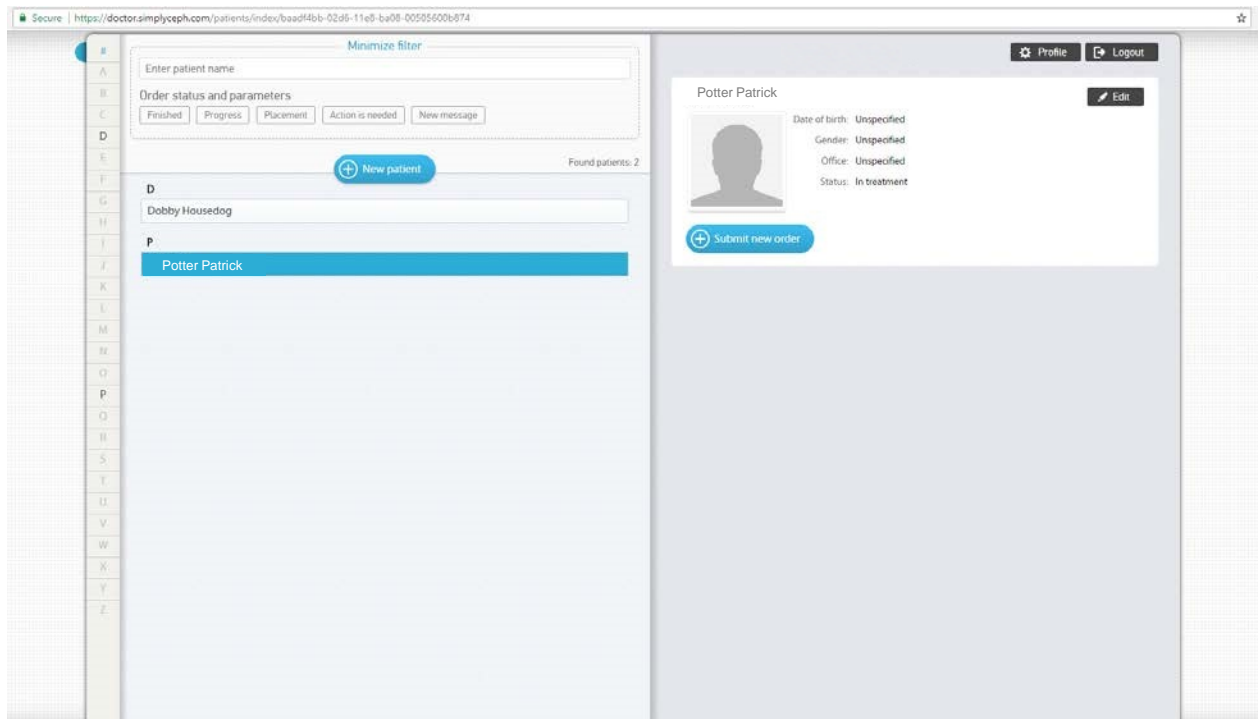 Secure | https://doctor.simplyceph.com/patients/index/baadf4bb-02d6-11e8-ba08-00505600b874
#
A
B
C
D
E
F
G
H
I
J
K
L
M
N
O
P
Q
R
S
T
U
V
W
X
Y
Z
Minimize filter
Enter patient name
Order status and parameters
Finished Progress Placement Action is needed New message
New patient
Found patients: 2
D
Dobby Housedog
P
Potter Patrick
Profile Logout
Potter Patrick
Edit
Date of birth: Unspecified
Gender: Unspecified
Office: Unspecified
Status: In treatment
Submit new order